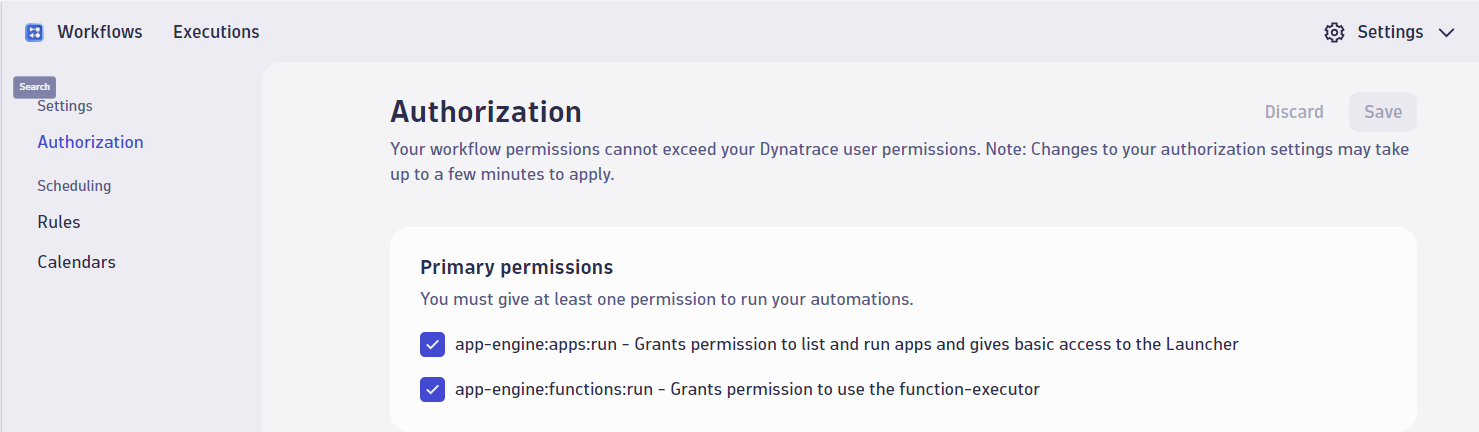 Workflows Executions Settings
Search
Settings
Authorization
Scheduling
Rules
Calendars
Authorization
Discard Save
Your workflow permissions cannot exceed your Dynatrace user permissions. Note: Changes to your authorization settings may take
up to a few minutes to apply.
Primary permissions
You must give at least one permission to run your automations.
app-engine:apps:run - Grants permission to list and run apps and gives basic access to the Launcher
app-engine:functions:run - Grants permission to use the function-executor